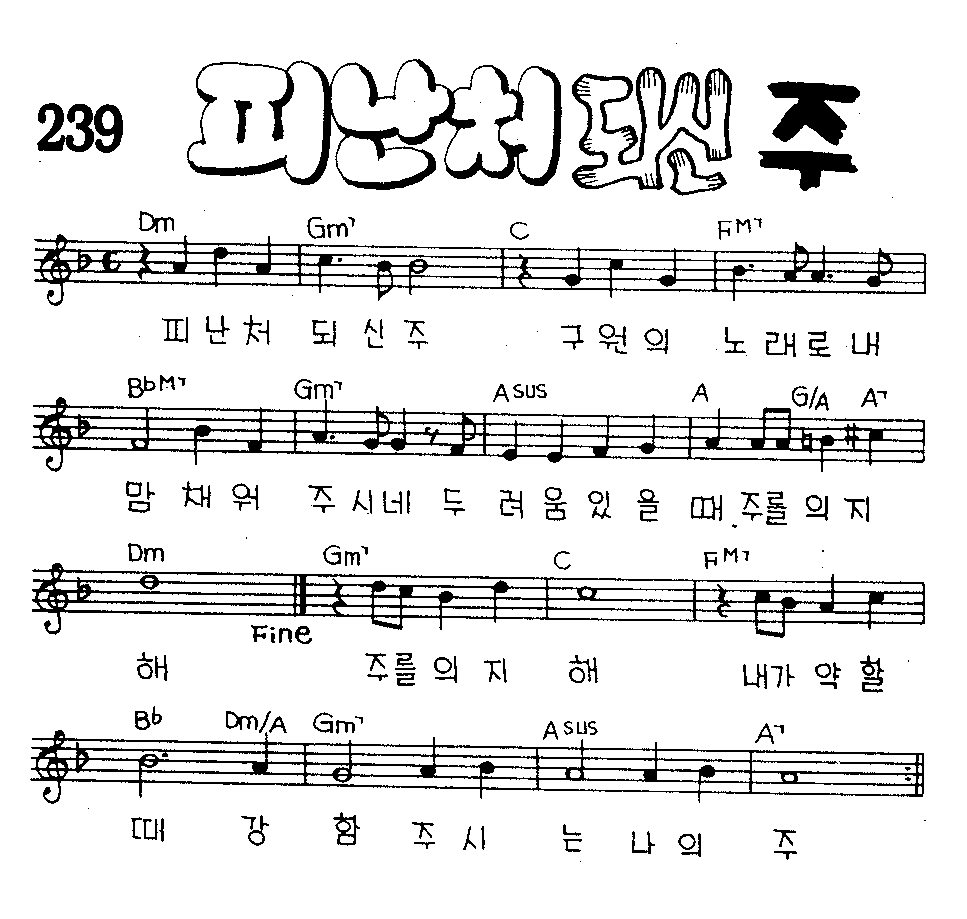 239 피난처 되신 주
Dm Gm7 C FM7
피 난 처 되 신 주 구 원 의 노 래 로 내
BbM7 Gm7 Asus A G/A A7
맘 채 워 주 시 네 두 려 움 있 을 때 주를 의 지
Dm Gm7 C FM7
Fine
해 주를 의 지 해 내가 약 할
Bb Dm/A Gm7 Asus A7
때 강 함 주 시 는 나 의 주